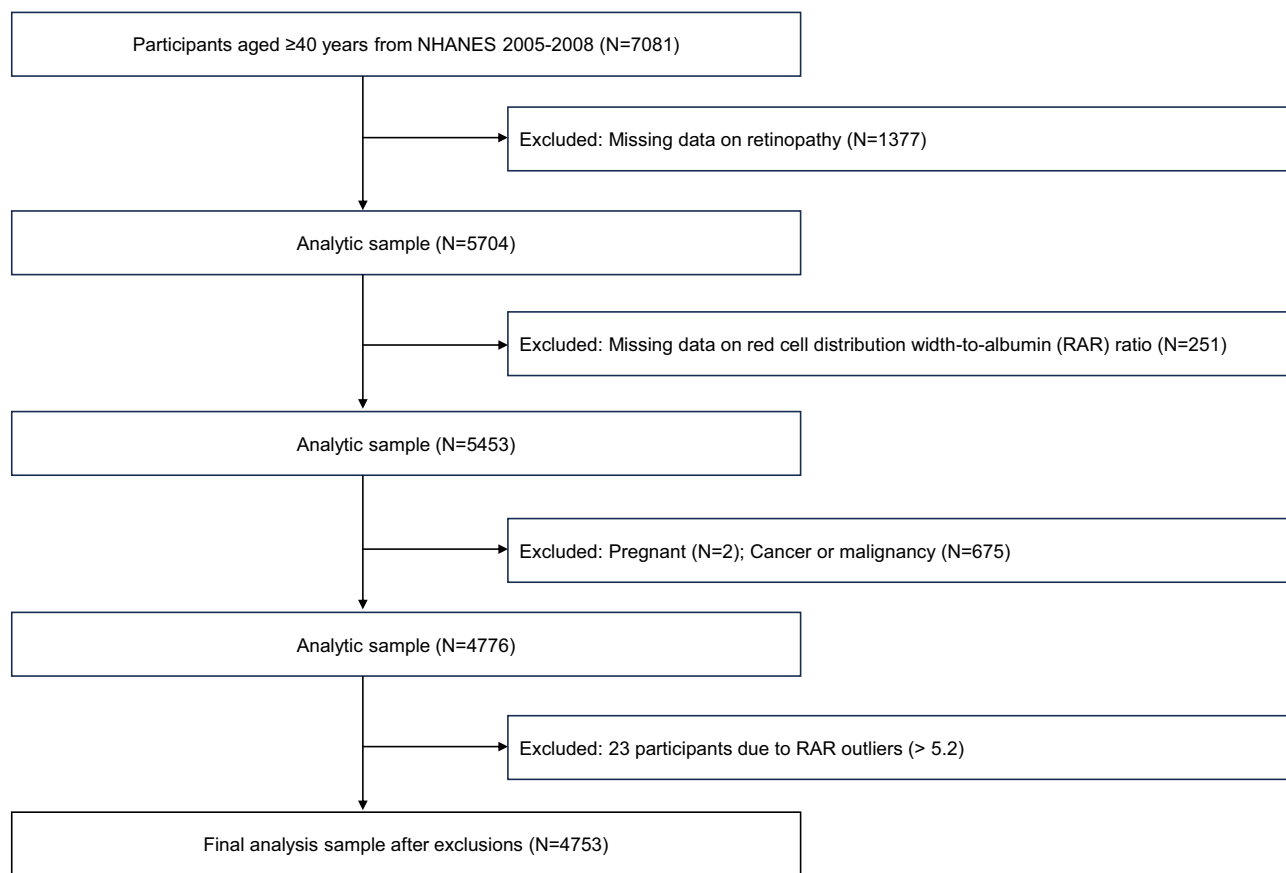 Participants aged ≥40 years from NHANES 2005-2008 (N=7081)
Excluded: Missing data on retinopathy (N=1377)
Analytic sample (N=5704)
Excluded: Missing data on red cell distribution width-to-albumin (RAR) ratio (N=251)
Analytic sample (N=5453)
Excluded: Pregnant (N=2); Cancer or malignancy (N=675)
Analytic sample (N=4776)
Excluded: 23 participants due to RAR outliers (> 5.2)
Final analysis sample after exclusions (N=4753)